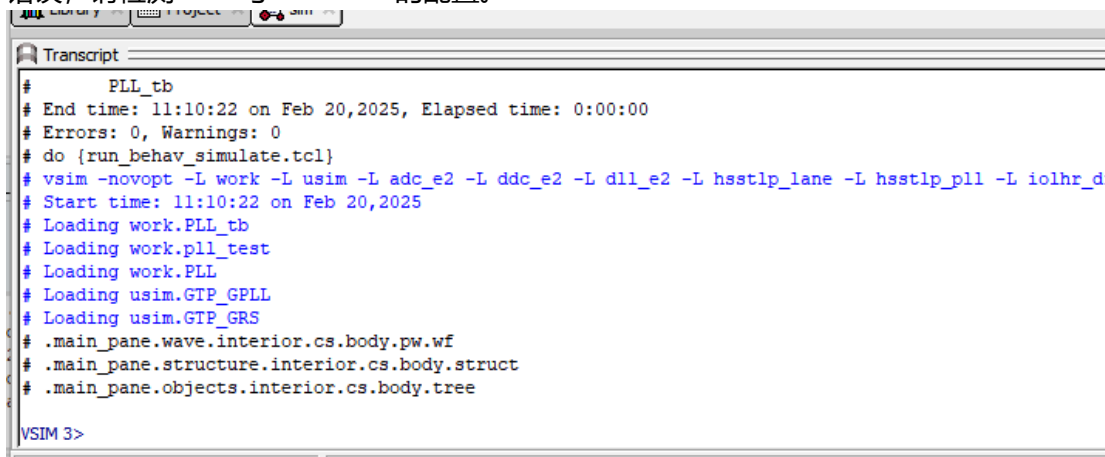 Library Project sim
Transcript
# PLL_tb
# End time: 11:10:22 on Feb 20,2025, Elapsed time: 0:00:00
# Errors: 0, Warnings: 0
# do {run_behav_simulate.tcl}
# vsim -novopt -L work -L usim -L adc_e2 -L ddc_e2 -L dll_e2 -L hsstlp_lane -L hsstlp_pll -L iolhr_d
# Start time: 11:10:22 on Feb 20,2025
# Loading work.PLL_tb
# Loading work.pll_test
# Loading work.PLL
# Loading usim.GTP_GPLL
# Loading usim.GTP_GRS
# .main_pane.wave.interior.cs.body.pw.wf
# .main_pane.structure.interior.cs.body.struct
# .main_pane.objects.interior.cs.body.tree
VSIM 3>